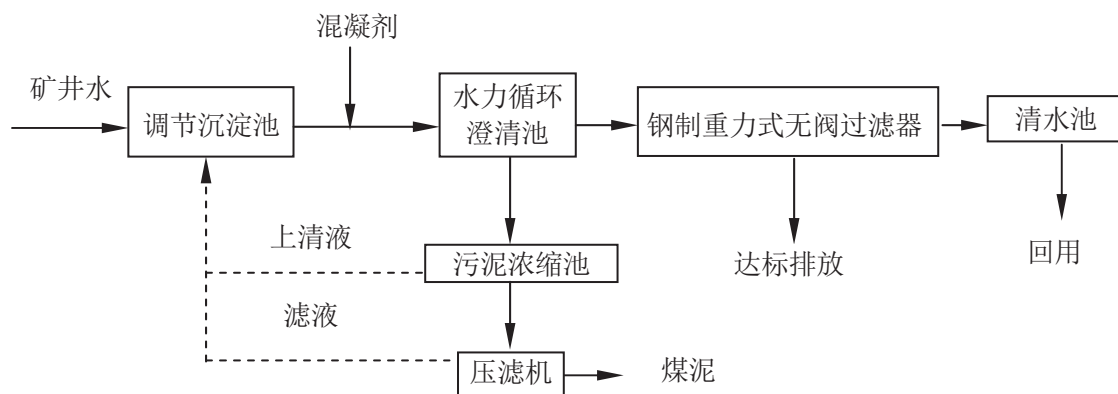 混凝剂
矿井水
调节沉淀池
水力循环
澄清池
钢制重力式无阀过滤器
清水池
上清液
污泥浓缩池
达标排放
回用
滤液
压滤机
煤泥